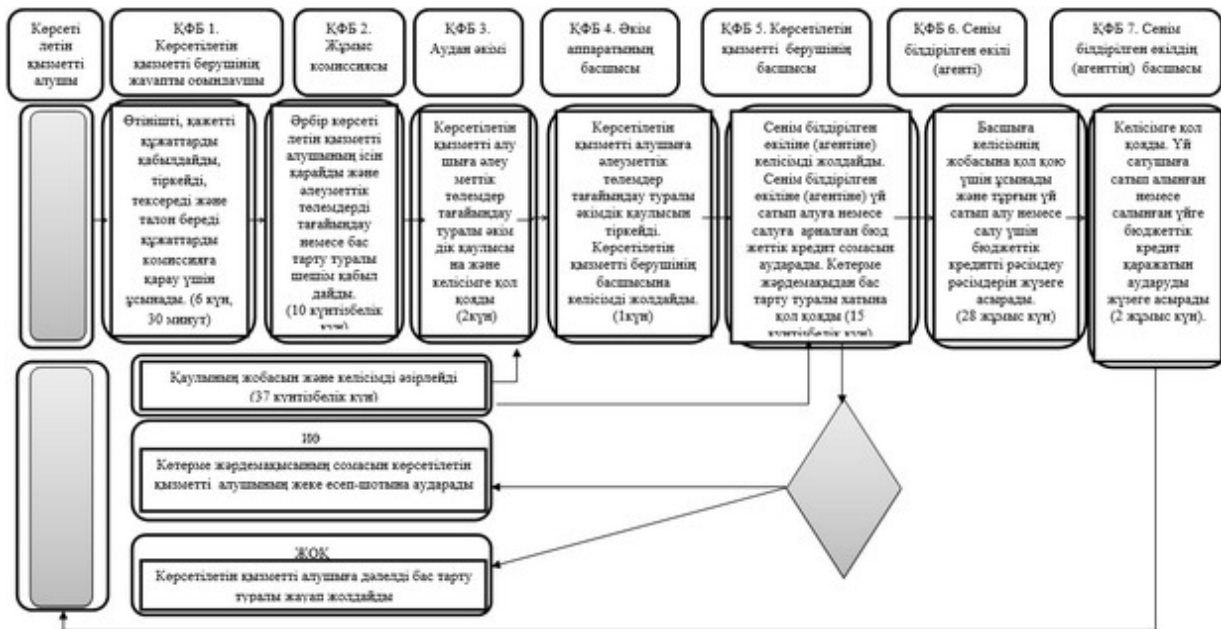 Көрсеті
летін
қызметті
алушы
ҚФБ 1.
Көрсетілетін
қызметті берушінің
жауапты орындаушы
ҚФБ 2.
Жұмыс
комиссиясы
ҚФБ 3.
Аудан әкімі
ҚФБ 4. Әкім
аппаратының
басшысы
ҚФБ 5. Көрсетілетін
қызметті берушінің
басшысы
ҚФБ 6. Сенім
білдірілген өкілі
(агенті)
ҚФБ 7. Сенім
білдірілген өкілдің
(агенттің) басшысы
Өтінішті, қажетті
құжаттарды
қабылдайды,
тіркейді,
тексереді және
талон береді
құжаттарды
комиссияға
қарау үшін
ұсынады. (6 күн,
30 минут)
Әрбір көрсеті
летін қызметті
алушының ісін
қарайды және
әлеуметтік
төлемдерді
тағайындау
немесе бас
тарту туралы
шешім қабыл
дайды.
(10 күнтізбелік
күн)
Көрсетілетін
қызметті алу
шыға әлеу
меттік
төлемдер
тағайындау
туралы әкім
дік қаулысы
на және
келісімге қол
қояды
(2күн)
Көрсетілетін
қызметті алушыға
әлеуметтік
төлемдер
тағайындау туралы
әкімдік қаулысын
тіркейді.
Көрсетілетін
қызметті берушінің
басшысына
келісімді жолдайды.
(1күн)
Сенім білдірілген
өкіліне (агентіне)
келісімді жолдайды.
Сенім білдірілген
өкіліне (агентіне) үй
сатып алуға немесе
салуға арналған бюд
жеттік кредит сомасын
аударады. Көтерме
жәрдемақыдан бас
тарту туралы хатына
қол қояды (15
күнтізбелік күн)
Басшыға
келісімнің
жобасына қол қою
үшін ұсынады
және тұрғын үй
сатып алу немесе
салу үшін
бюджеттік
кредитті рәсімдеу
рәсімдерін жүзеге
асырады.
(28 жұмыс күн)
Келісімге қол
қояды. Үй
сатушыға
сатып алынған
немесе
салынған үйге
бюджеттік
кредит
қаражатын
аударуды
жүзеге асырады
(2 жұмыс күн).
Қаулының жобасын және келісімді әзірлейді
(37 күнтізбелік күн)
ИӘ
Көтерме жәрдемақысының сомасын көрсетілетін
қызметті алушының жеке есеп-шотына аударады
ЖОҚ
Көрсетілетін қызметті алушыға дәлелді бас тарту
туралы жауап жолдайды